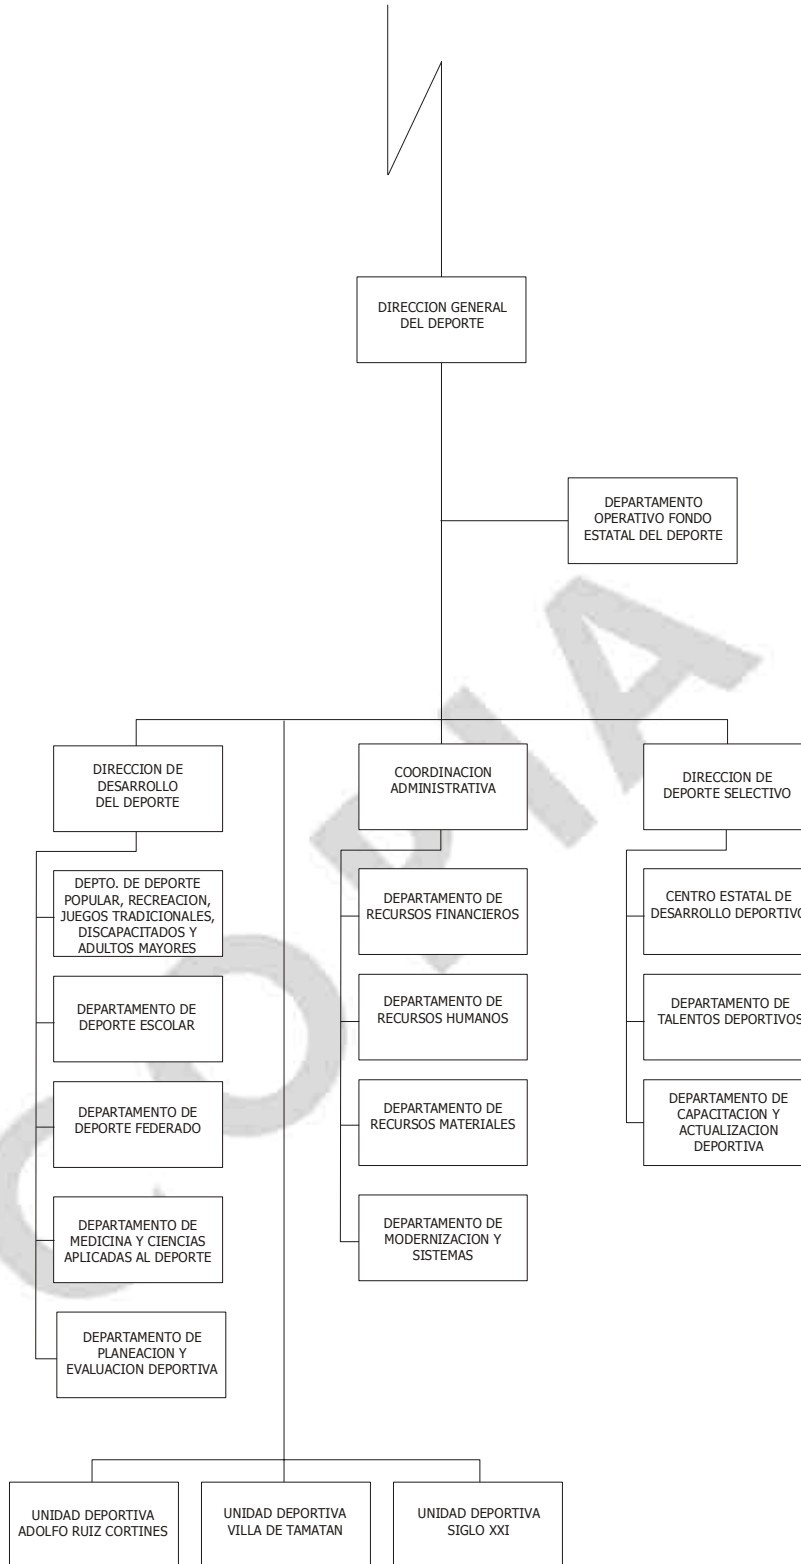 DIRECCION GENERAL
DEL DEPORTE
DEPARTAMENTO
OPERATIVO FONDO
ESTATAL DEL DEPORTE
DIRECCION DE
DESARROLLO
DEL DEPORTE
COORDINACION
ADMINISTRATIVA
DIRECCION DE
DEPORTE SELECTIVO
DEPTO. DE DEPORTE
POPULAR, RECREACION,
JUEGOS TRADICIONALES,
DISCAPACITADOS Y
ADULTOS MAYORES
DEPARTAMENTO DE
DEPORTE ESCOLAR
DEPARTAMENTO DE
DEPORTE FEDERADO
DEPARTAMENTO DE
MEDICINA Y CIENCIAS
APLICADAS AL DEPORTE
DEPARTAMENTO DE
PLANEACION Y
EVALUACION DEPORTIVA
DEPARTAMENTO DE
RECURSOS FINANCIEROS
DEPARTAMENTO DE
RECURSOS HUMANOS
DEPARTAMENTO DE
RECURSOS MATERIALES
DEPARTAMENTO DE
MODERNIZACION Y
SISTEMAS
CENTRO ESTATAL DE
DESARROLLO DEPORTIVO
DEPARTAMENTO DE
TALENTOS DEPORTIVOS
DEPARTAMENTO DE
CAPACITACION Y
ACTUALIZACION
DEPORTIVA
UNIDAD DEPORTIVA
ADOLFO RUIZ CORTINES
UNIDAD DEPORTIVA
VILLA DE TAMATAN
UNIDAD DEPORTIVA
SIGLO XXI
COPIA